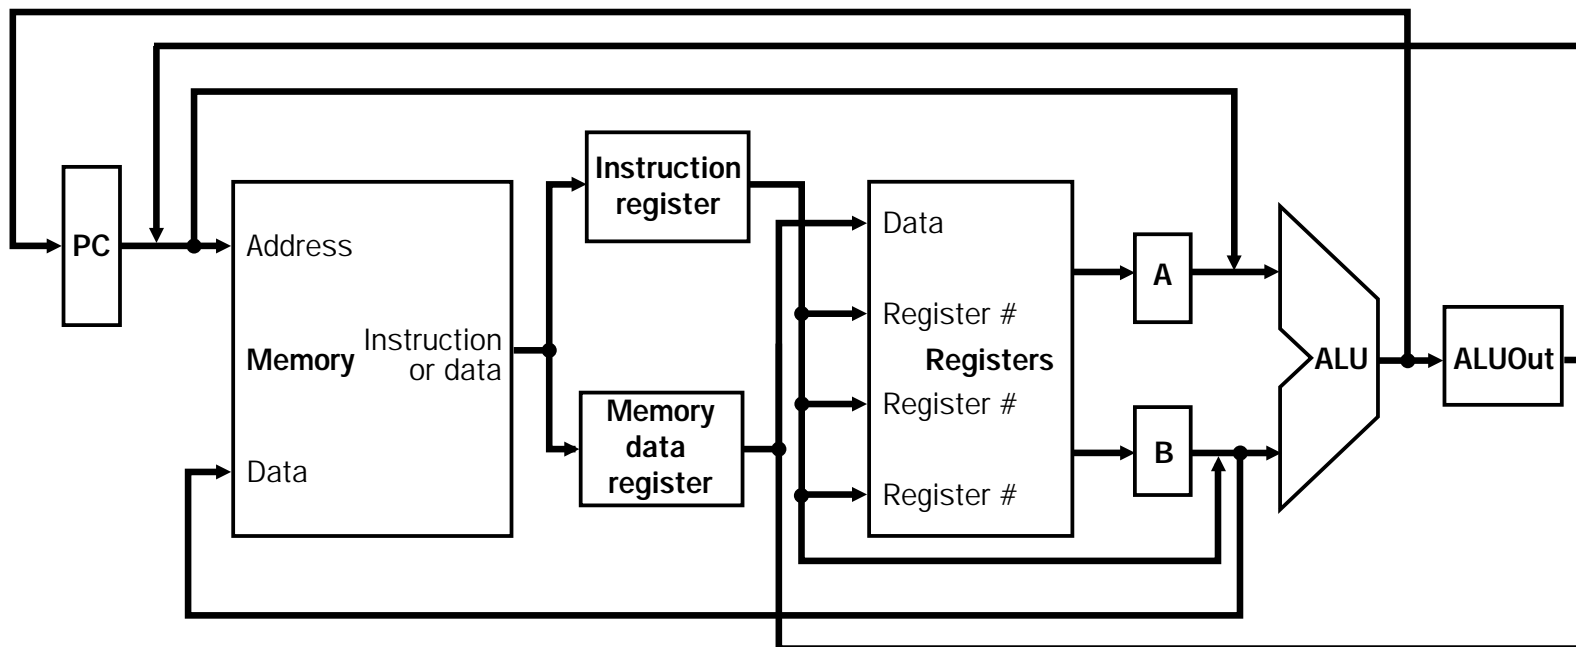 PC
Address
Memory
Instruction
or data
Data
Instruction
register
Memory
data
register
Data
Register #
Registers
Register #
Register #
A
B
ALU
ALUOut